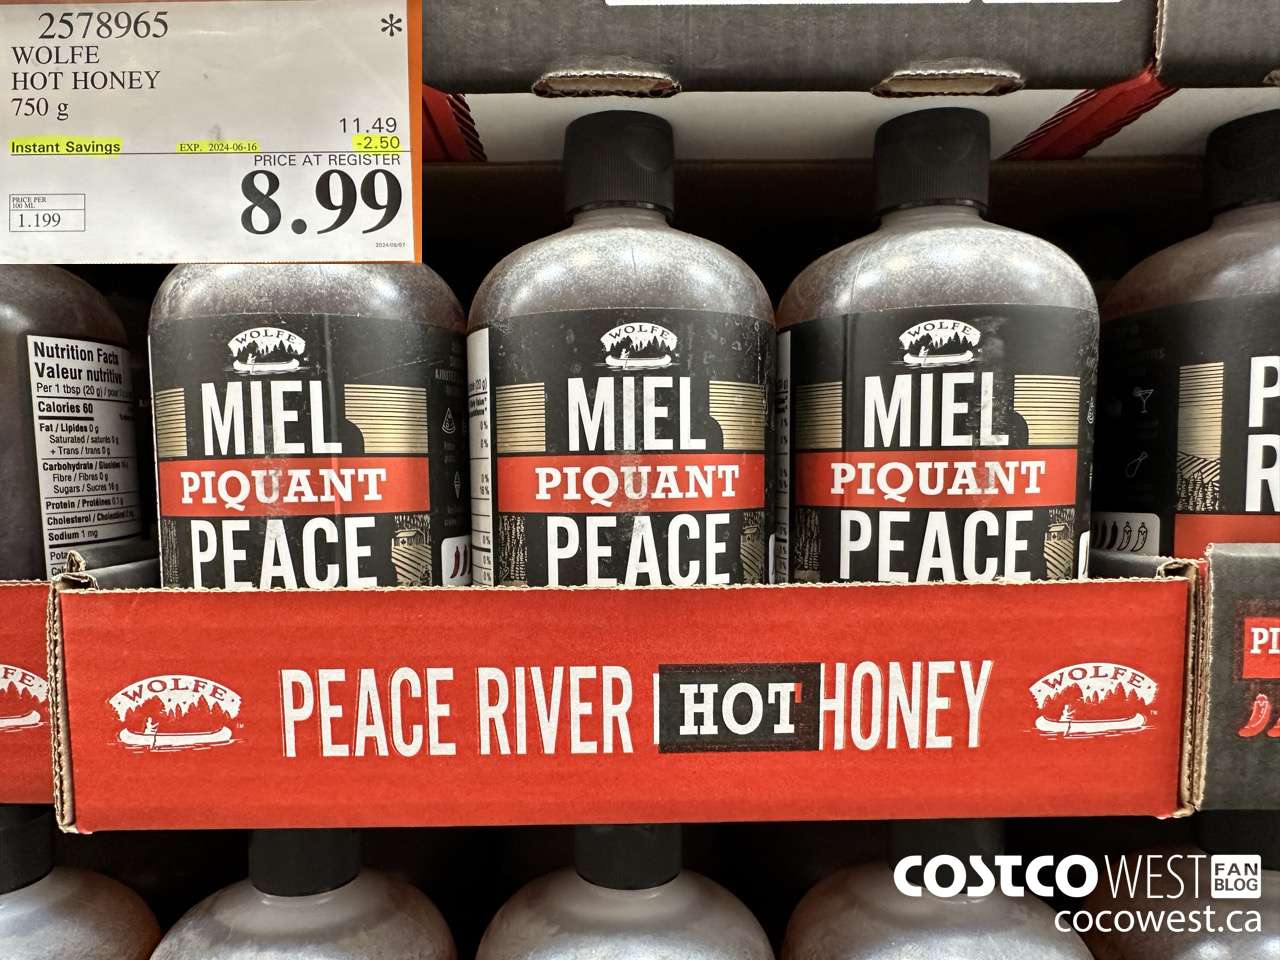 2578965 *
WOLFE
HOT HONEY
750 g
11.49
Instant Savings EXP. 2024-06-16 -2.50
PRICE AT REGISTER
8.99
PRICE PER
100 ML
1.199
2024/06/07
Nutrition Facts
Valeur nutritive
Per 1 tbsp (20 g)
Calories 60
Fat / Lipides 0 g
Saturated / saturés 0 g
+ Trans / trans 0 g
Carbohydrate / Glucides
Fibre / Fibres 0 g
Sugars / Sucres 16 g
Protein / Protéines 0.1 g
Cholesterol /
Sodium 1 mg
WOLFE
MIEL
PIQUANT
PEACE
WOLFE
MIEL
PIQUANT
PEACE
WOLFE
MIEL
PIQUANT
PEACE
P
R
WOLFE
PEACE RIVER HOT HONEY
WOLFE
PI
COSTCO WEST FAN BLOG
cocowest.ca